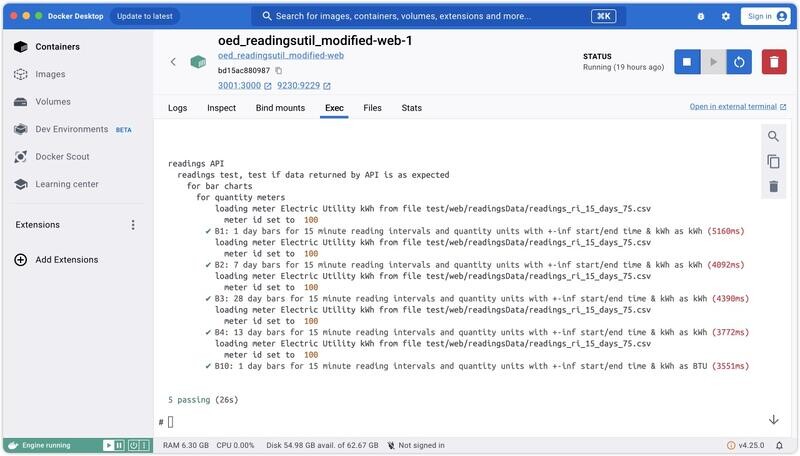 Docker Desktop
Update to latest
Search for images, containers, volumes, extensions and more...
⌘K
Sign in
Containers
Images
Volumes
Dev Environments BETA
Docker Scout
Learning center
Extensions
Add Extensions
oed_readingsutil_modified-web-1
oed_readingsutil_modified-web
bd15ac880987
3001:3000 9230:9229
STATUS
Running (19 hours ago)
Logs Inspect Bind mounts Exec Files Stats
Open in external terminal
readings API
readings test, test if data returned by API is as expected
for bar charts
for quantity meters
loading meter Electric Utility kWh from file test/web/readingsData/readings_ri_15_days_75.csv
meter id set to 100
✔ B1: 1 day bars for 15 minute reading intervals and quantity units with +-inf start/end time & kWh as kWh (5160ms)
loading meter Electric Utility kWh from file test/web/readingsData/readings_ri_15_days_75.csv
meter id set to 100
✔ B2: 7 day bars for 15 minute reading intervals and quantity units with +-inf start/end time & kWh as kWh (4092ms)
loading meter Electric Utility kWh from file test/web/readingsData/readings_ri_15_days_75.csv
meter id set to 100
✔ B3: 28 day bars for 15 minute reading intervals and quantity units with +-inf start/end time & kWh as kWh (4390ms)
loading meter Electric Utility kWh from file test/web/readingsData/readings_ri_15_days_75.csv
meter id set to 100
✔ B4: 13 day bars for 15 minute reading intervals and quantity units with +-inf start/end time & kWh as kWh (3772ms)
loading meter Electric Utility kWh from file test/web/readingsData/readings_ri_15_days_75.csv
meter id set to 100
✔ B10: 1 day bars for 15 minute reading intervals and quantity units with +-inf start/end time & kWh as BTU (3551ms)
5 passing (26s)
#
Engine running
RAM 6.30 GB CPU 0.00% Disk 54.98 GB avail. of 62.67 GB Not signed in
v4.25.0